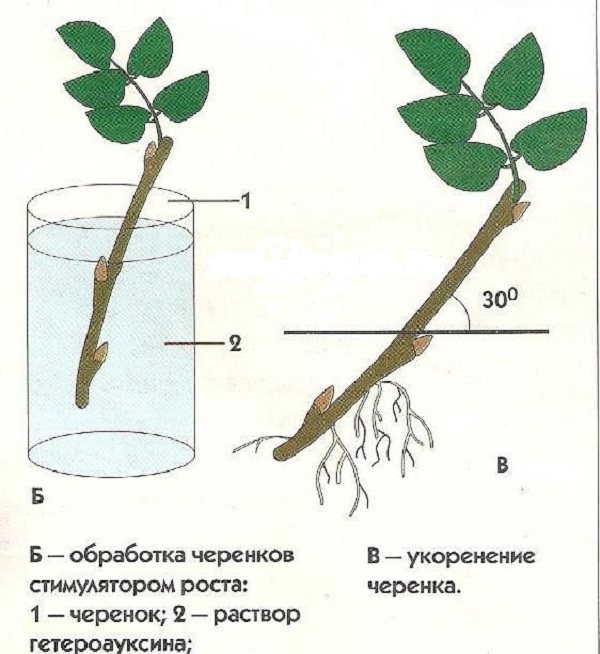 1
30⁰
2
В
Б
Б — обработка черенков
стимулятором роста:
1 — черенок; 2 — раствор
гетероауксина;
В — укоренение
черенка.